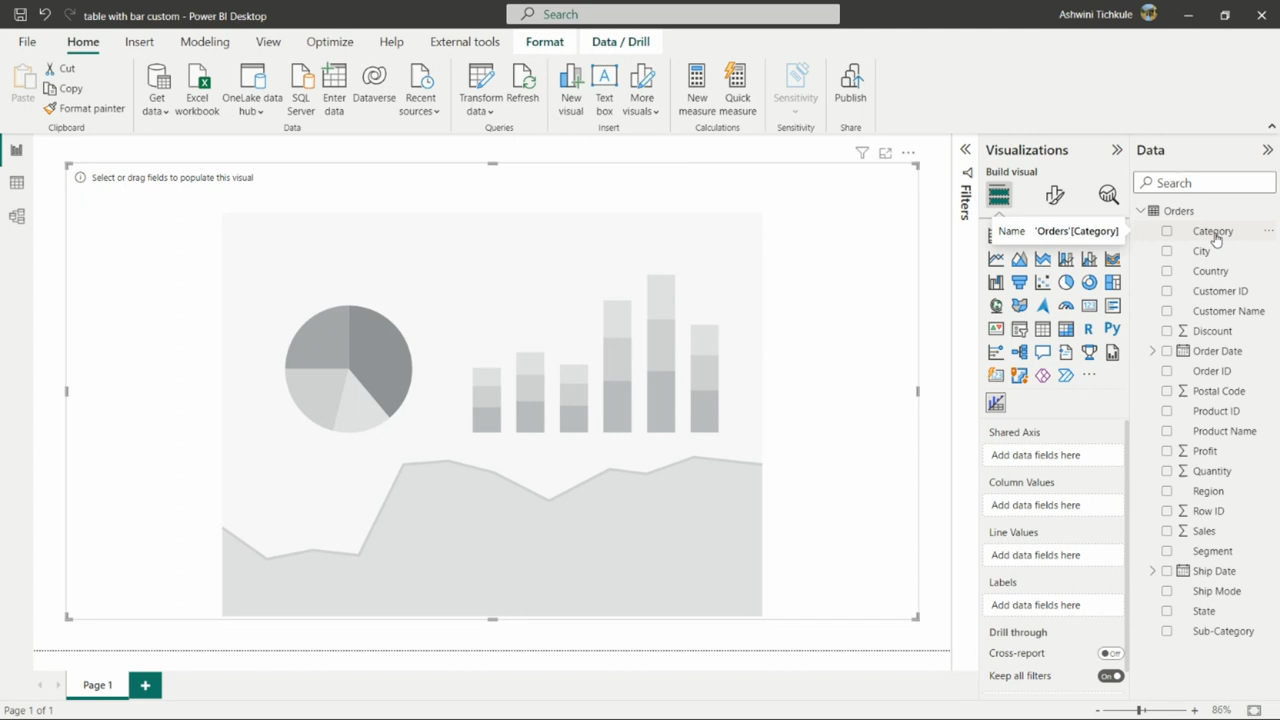 table with bar custom - Power BI Desktop
Search
Ashwini Tichkule
File Home Insert Modeling View Optimize Help External tools Format Data / Drill
Paste
Cut
Copy
Format painter
Clipboard
Get data
Excel workbook
OneLake data hub
SQL Server
Enter data
Dataverse
Recent sources
Data
Transform data
Refresh
Queries
New visual
A
Text box
More visuals
Insert
New measure
Quick measure
Calculations
Sensitivity
Sensitivity
Publish
Share
Select or drag fields to populate this visual
Filters
Visualizations
Build visual
Name 'Orders'[Category]
123
R
Py
Shared Axis
Add data fields here
Column Values
Add data fields here
Line Values
Add data fields here
Labels
Add data fields here
Drill through
Cross-report
Off
Keep all filters
On
Data
Search
Orders
Category
City
Country
Customer ID
Customer Name
Σ Discount
Order Date
Order ID
Σ Postal Code
Product ID
Product Name
Σ Profit
Σ Quantity
Region
Σ Row ID
Σ Sales
Segment
Ship Date
Ship Mode
State
Sub-Category
Page 1
Page 1 of 1
86%